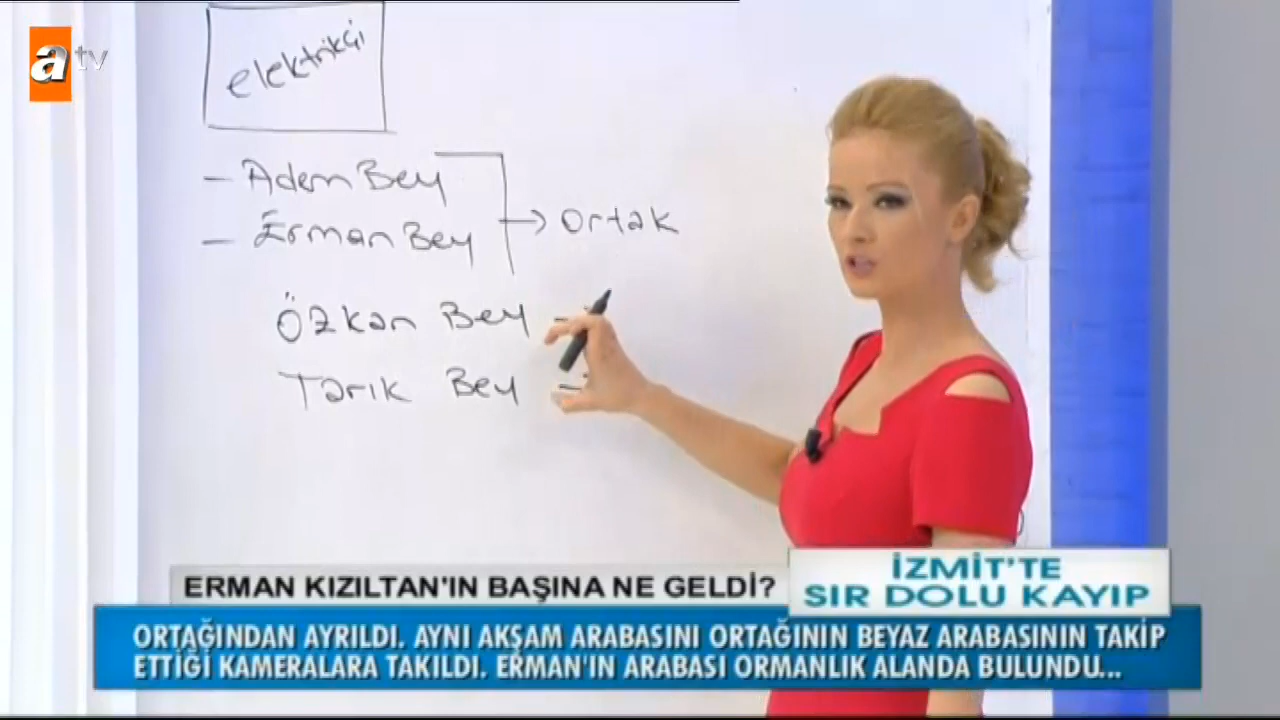 atv
elektrikçi
- Adem Bey
- Erman Bey
→ Ortak
Özkan Bey -
Tarık Bey -
ERMAN KIZILTAN'IN BAŞINA NE GELDİ?
İZMİT'TE
SIR DOLU KAYIP
ORTAĞINDAN AYRILDI. AYNI AKŞAM ARABASINI ORTAĞININ BEYAZ ARABASININ TAKİP
ETTİĞİ KAMERALARA TAKILDI. ERMAN'IN ARABASI ORMANLIK ALANDA BULUNDU...